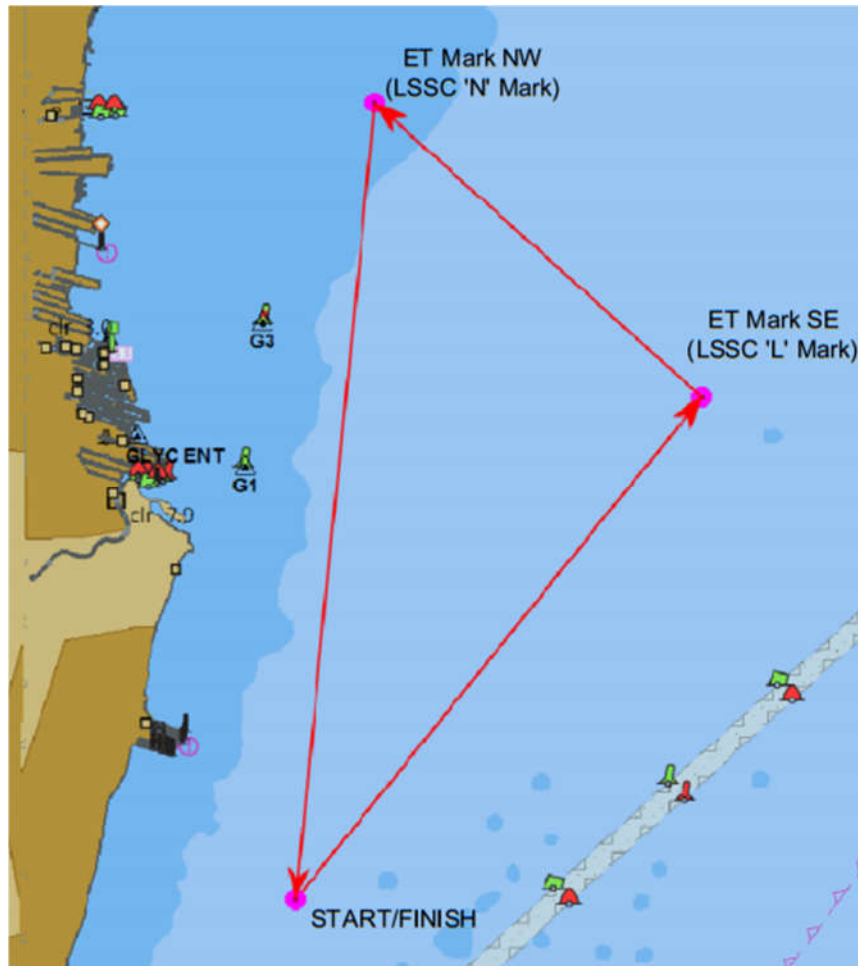 ET Mark NW
(LSSC 'N' Mark)
G3
ET Mark SE
(LSSC 'L' Mark)
GLYC ENT
G1
clr 7.0
START/FINISH